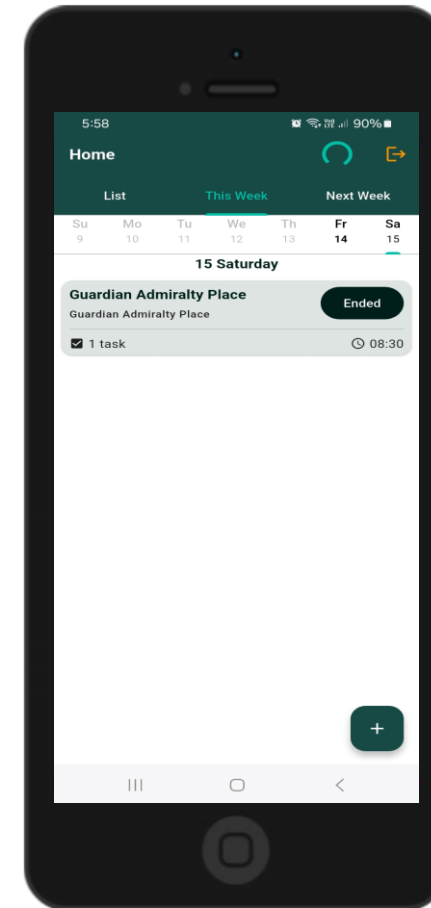 5:58 90%
Home
List This Week Next Week
Su Mo Tu We Th Fr Sa
9 10 11 12 13 14 15
15 Saturday
Guardian Admiralty Place
Guardian Admiralty Place
Ended
1 task 08:30
+